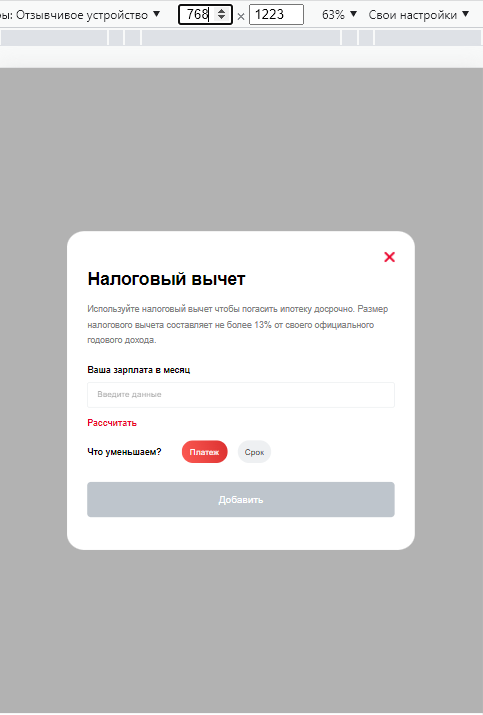 ры: Отзывчивое устройство ▼ 768 × 1223 63% ▼ Свои настройки ▼
Налоговый вычет
Используйте налоговый вычет чтобы погасить ипотеку досрочно. Размер
налогового вычета составляет не более 13% от своего официального
годового дохода.
Ваша зарплата в месяц
Введите данные
Рассчитать
Что уменьшаем? Платеж Срок
Добавить